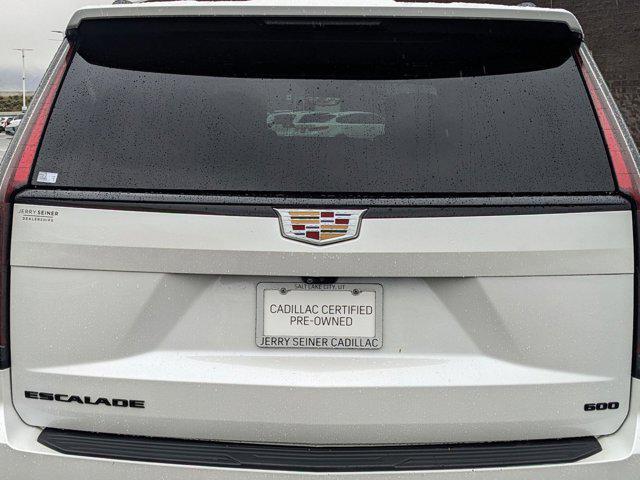 JERRY SEINER
DEALERSHIPS
SALT LAKE CITY, UT
CADILLAC CERTIFIED
PRE-OWNED
JERRY SEINER CADILLAC
ESCALADE
600